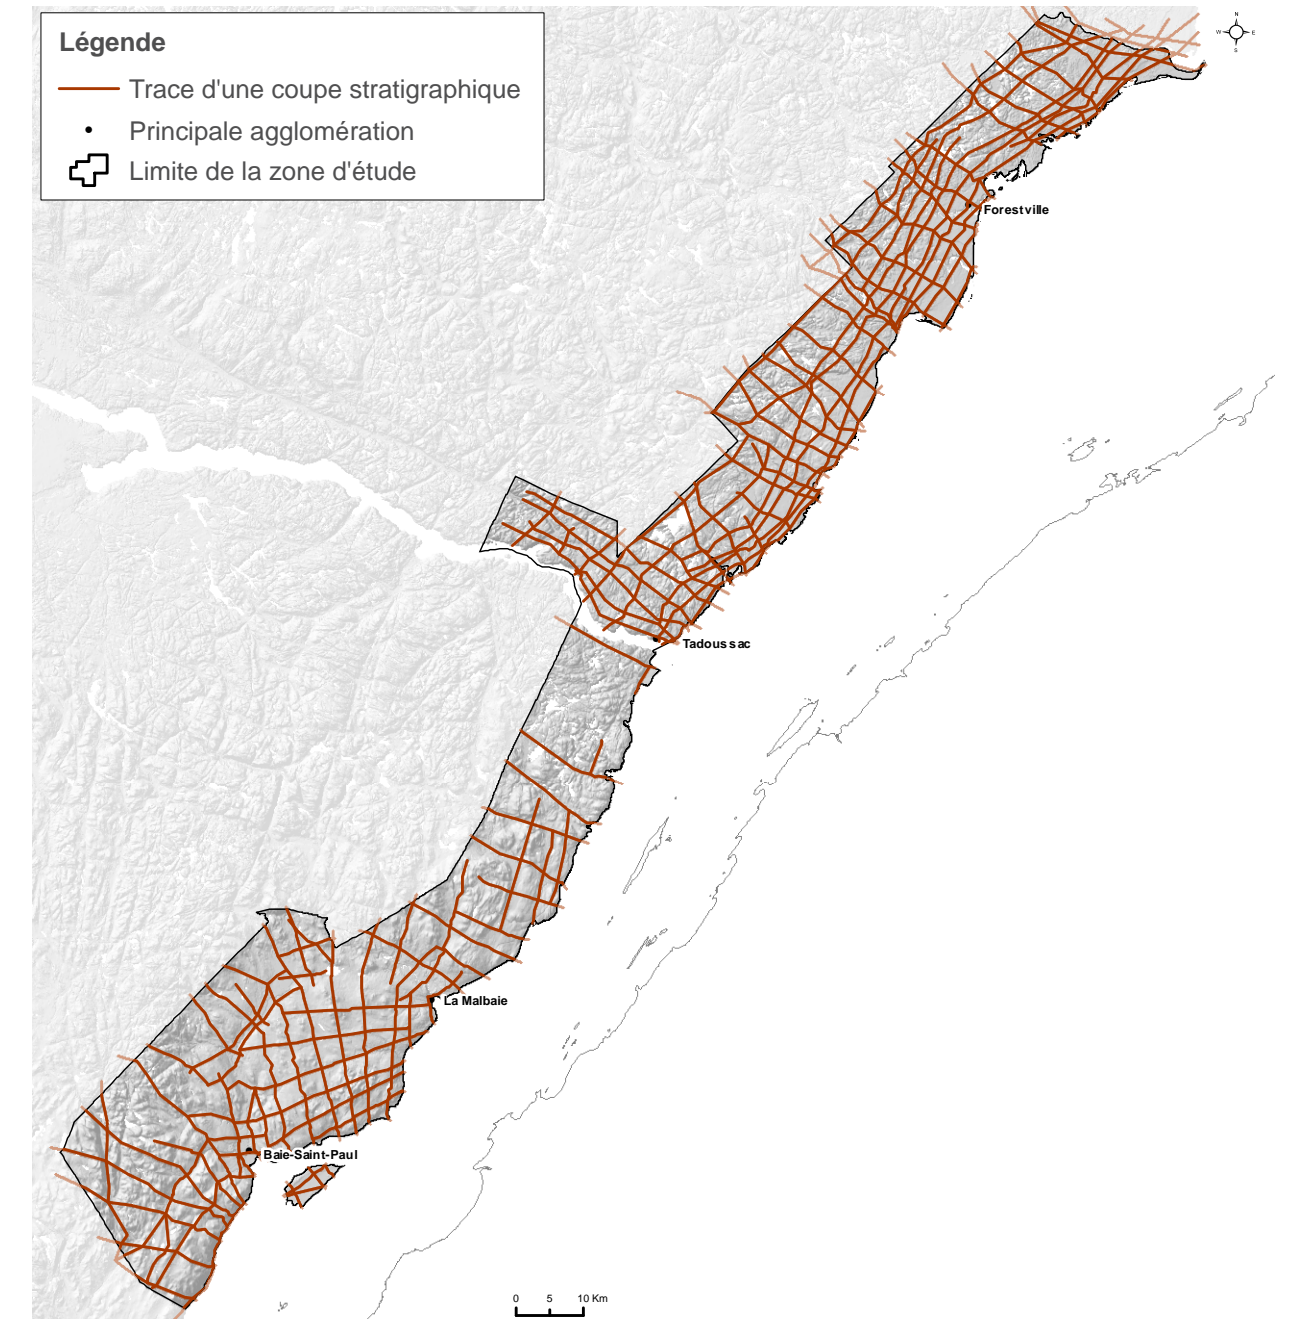 Légende
Trace d'une coupe stratigraphique
Principale agglomération
Limite de la zone d'étude
N
W E
S
Forestville
Tadoussac
La Malbaie
Baie-Saint-Paul
0 5 10 Km